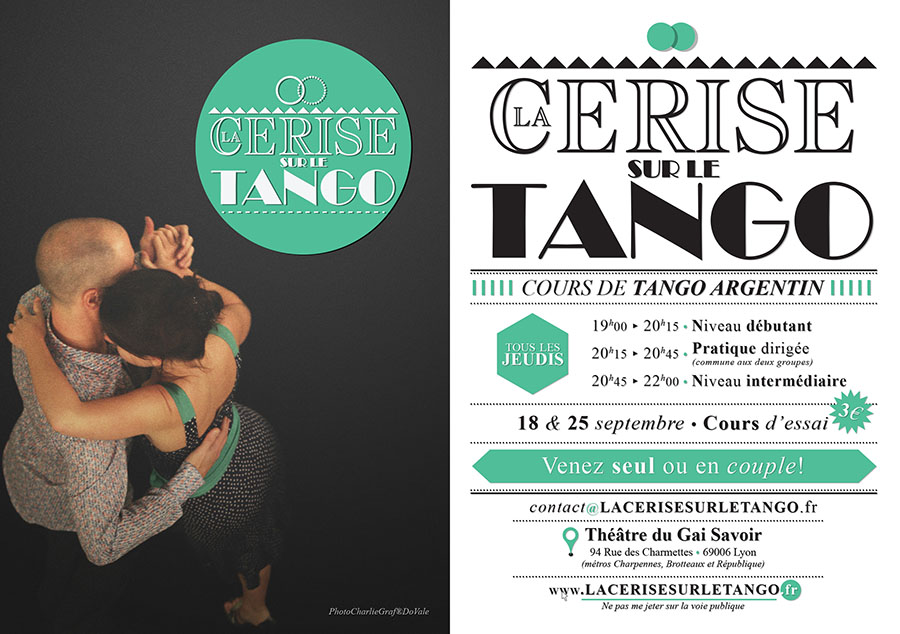 LA CERISE
SUR LE
TANGO
PhotoCharlieGraf©DoVale
LA CERISE
SUR LE
TANGO
COURS DE TANGO ARGENTIN
TOUS LES
JEUDIS
19h00 ▸ 20h15 • Niveau débutant
20h15 ▸ 20h45 • Pratique dirigée
(commune aux deux groupes)
20h45 ▸ 22h00 • Niveau intermédiaire
18 & 25 septembre • Cours d'essai 3€
Venez seul ou en couple!
contact@LACERISESURLETANGO.fr
Théâtre du Gai Savoir
94 Rue des Charmettes • 69006 Lyon
(métros Charpennes, Brotteaux et République)
www.LACERISESURLETANGO.fr
Ne pas me jeter sur la voie publique